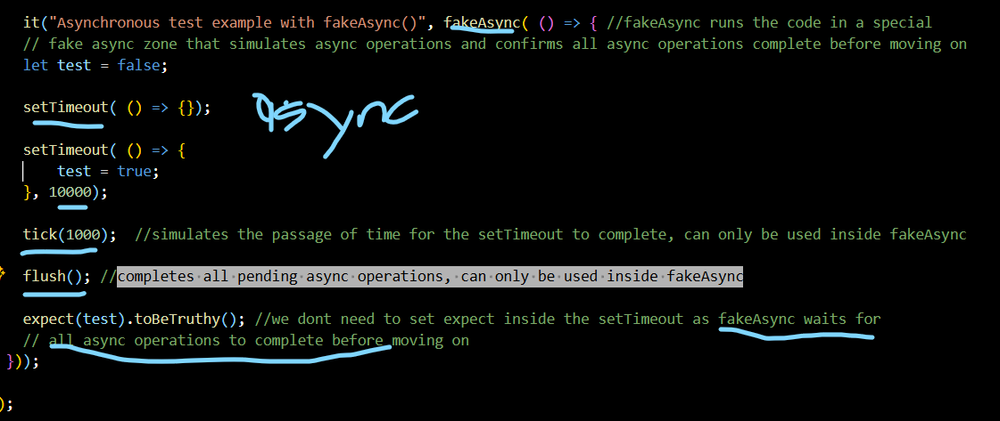 it("Asynchronous test example with fakeAsync()", fakeAsync( () => { //fakeAsync runs the code in a special
// fake async zone that simulates async operations and confirms all async operations complete before moving on
let test = false;
setTimeout( () => {});
Async
setTimeout( () => {
test = true;
}, 10000);
tick(1000); //simulates the passage of time for the setTimeout to complete, can only be used inside fakeAsync
flush(); //completes all pending async operations, can only be used inside fakeAsync
expect(test).toBeTruthy(); //we dont need to set expect inside the setTimeout as fakeAsync waits for
// all async operations to complete before moving on
}));
);